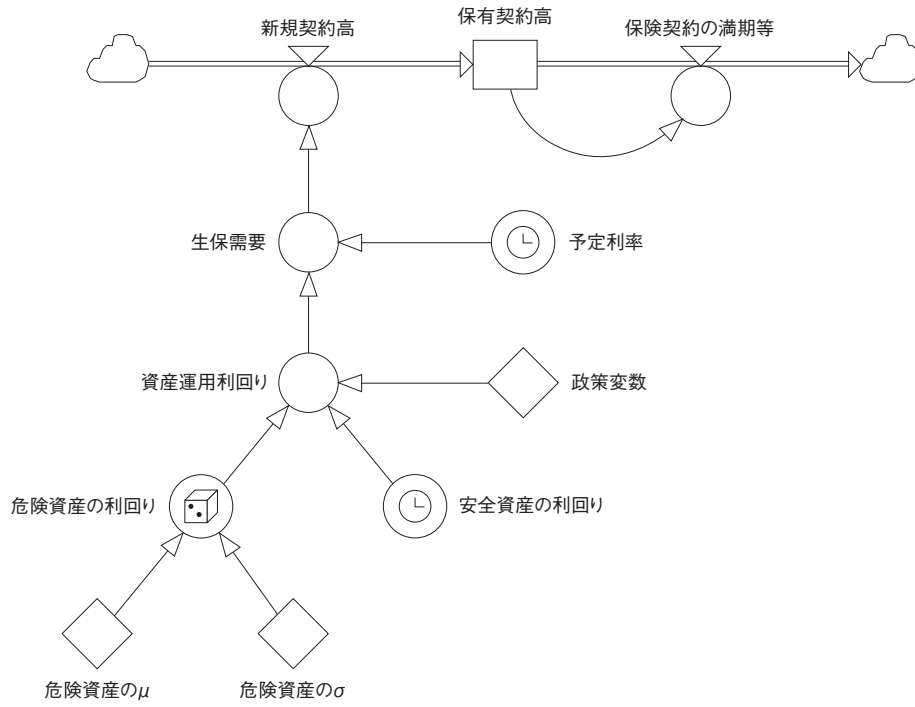 新規契約高
保有契約高
保険契約の満期等
生保需要
予定利率
資産運用利回り
政策変数
危険資産の利回り
安全資産の利回り
危険資産のμ
危険資産のσ